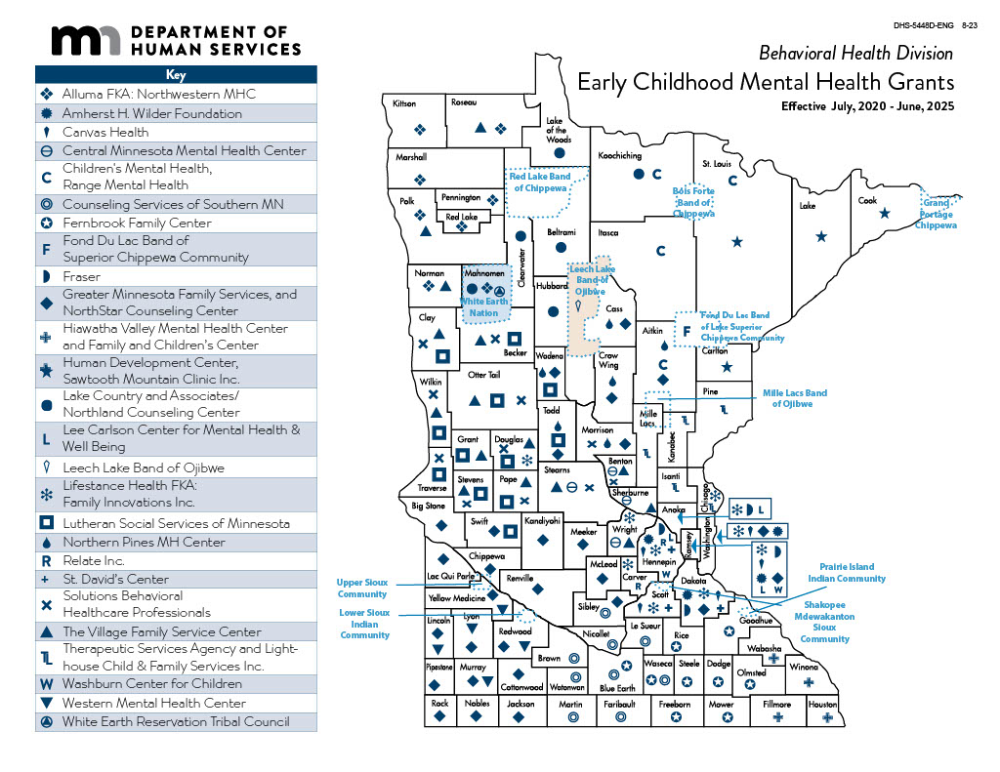 DHS-5448D-ENG 8-23
DEPARTMENT OF
HUMAN SERVICES
Behavioral Health Division
Early Childhood Mental Health Grants
Effective July, 2020 - June, 2025
Key
Alluma FKA: Northwestern MHC
Amherst H. Wilder Foundation
Canvas Health
Central Minnesota Mental Health Center
C
Children's Mental Health,
Range Mental Health
Counseling Services of Southern MN
Fernbrook Family Center
F
Fond Du Lac Band of
Superior Chippewa Community
Fraser
Greater Minnesota Family Services, and
NorthStar Counseling Center
Hiawatha Valley Mental Health Center
and Family and Children's Center
Human Development Center,
Sawtooth Mountain Clinic Inc.
Lake Country and Associates/
Northland Counseling Center
L
Lee Carlson Center for Mental Health &
Well Being
Leech Lake Band of Ojibwe
Lifestance Health FKA:
Family Innovations Inc.
Lutheran Social Services of Minnesota
Northern Pines MH Center
R Relate Inc.
St. David's Center
Solutions Behavioral
Healthcare Professionals
The Village Family Service Center
Therapeutic Services Agency and Light-
house Child & Family Services Inc.
W Washburn Center for Children
Western Mental Health Center
White Earth Reservation Tribal Council
Kittson
Roseau
Lake
of the
Woods
Koochiching
C
St. Louis
C
Marshall
Red Lake Band
of Chippewa
Bois Forte
Band of
Chippewa
Polk
Pennington
Red Lake
Lake
Cook
Grand
Portage
Chippewa
Beltrami
Itasca
C
Clearwater
Norman
Mahnomen
White Earth
Nation
Hubbard
Leech Lake
Band of
Ojibwe
Cass
Clay
Becker
Aitkin
C
F
Fond Du Lac Band
of Lake Superior
Chippewa Community
Carlton
Wadena
Crow
Wing
Wilkin
Otter Tail
Pine
Mille Lacs Band
of Ojibwe
Todd
Mille
Lacs
Morrison
Kanabec
Grant
Douglas
Benton
Traverse
Stevens
Pope
Stearns
Isanti
Sherburne
Chisago
Big Stone
Anoka
L
Swift
Kandiyohi
Meeker
Wright
Hennepin
L
R
W
Ramsey
Washington
L W
Chippewa
Lac Qui Parle
McLeod
Carver
R
Renville
Scott
Dakota
Prairie Island
Indian Community
Upper Sioux
Community
Yellow Medicine
Sibley
Shakopee
Mdewakanton
Sioux
Community
Lower Sioux
Indian
Community
Lincoln
Lyon
Redwood
Nicollet
Le Sueur
Rice
Goodhue
Wabasha
Brown
Pipestone
Murray
Cottonwood
Watonwan
Blue Earth
Waseca
Steele
Dodge
Olmsted
Winona
Rock
Nobles
Jackson
Martin
Faribault
Freeborn
Mower
Fillmore
Houston